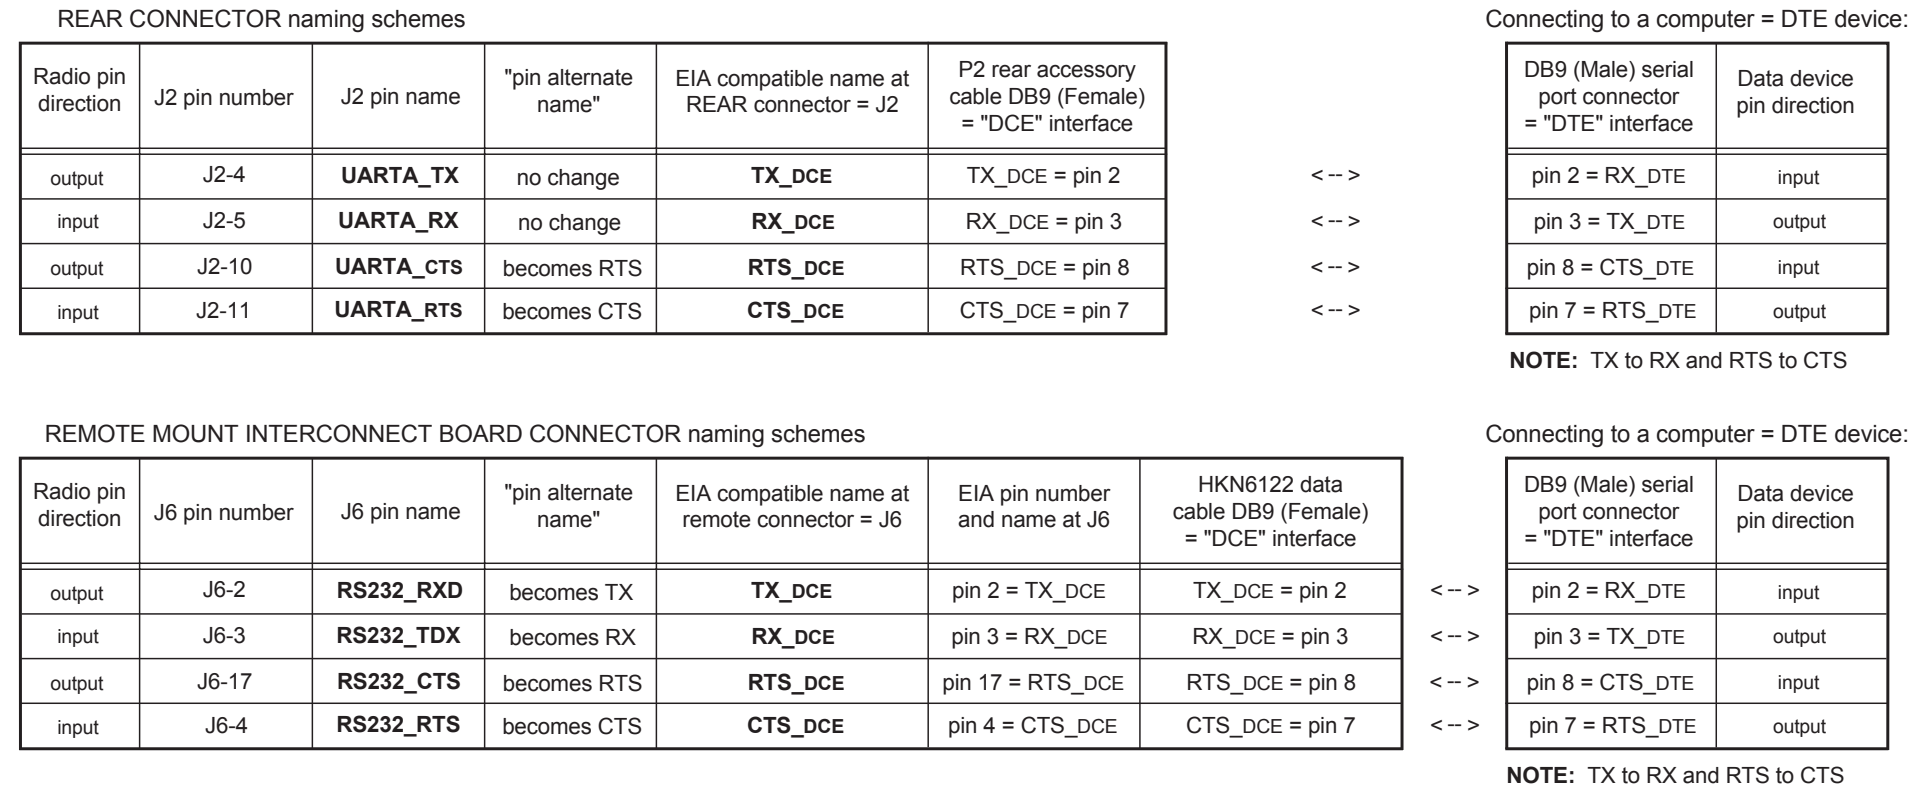 REAR CONNECTOR naming schemes
Connecting to a computer = DTE device:
Radio pin direction | J2 pin number | J2 pin name | "pin alternate name" | EIA compatible name at REAR connector = J2 | P2 rear accessory cable DB9 (Female) = "DCE" interface | DB9 (Male) serial port connector = "DTE" interface | Data device pin direction
output | J2-4 | UARTA_TX | no change | TX_DCE | TX_DCE = pin 2 | < -- > | pin 2 = RX_DTE | input
input | J2-5 | UARTA_RX | no change | RX_DCE | RX_DCE = pin 3 | < -- > | pin 3 = TX_DTE | output
output | J2-10 | UARTA_CTS | becomes RTS | RTS_DCE | RTS_DCE = pin 8 | < -- > | pin 8 = CTS_DTE | input
input | J2-11 | UARTA_RTS | becomes CTS | CTS_DCE | CTS_DCE = pin 7 | < -- > | pin 7 = RTS_DTE | output
NOTE: TX to RX and RTS to CTS
REMOTE MOUNT INTERCONNECT BOARD CONNECTOR naming schemes
Connecting to a computer = DTE device:
Radio pin direction | J6 pin number | J6 pin name | "pin alternate name" | EIA compatible name at remote connector = J6 | EIA pin number and name at J6 | HKN6122 data cable DB9 (Female) = "DCE" interface | DB9 (Male) serial port connector = "DTE" interface | Data device pin direction
output | J6-2 | RS232_RXD | becomes TX | TX_DCE | pin 2 = TX_DCE | TX_DCE = pin 2 | < -- > | pin 2 = RX_DTE | input
input | J6-3 | RS232_TDX | becomes RX | RX_DCE | pin 3 = RX_DCE | RX_DCE = pin 3 | < -- > | pin 3 = TX_DTE | output
output | J6-17 | RS232_CTS | becomes RTS | RTS_DCE | pin 17 = RTS_DCE | RTS_DCE = pin 8 | < -- > | pin 8 = CTS_DTE | input
input | J6-4 | RS232_RTS | becomes CTS | CTS_DCE | pin 4 = CTS_DCE | CTS_DCE = pin 7 | < -- > | pin 7 = RTS_DTE | output
NOTE: TX to RX and RTS to CTS